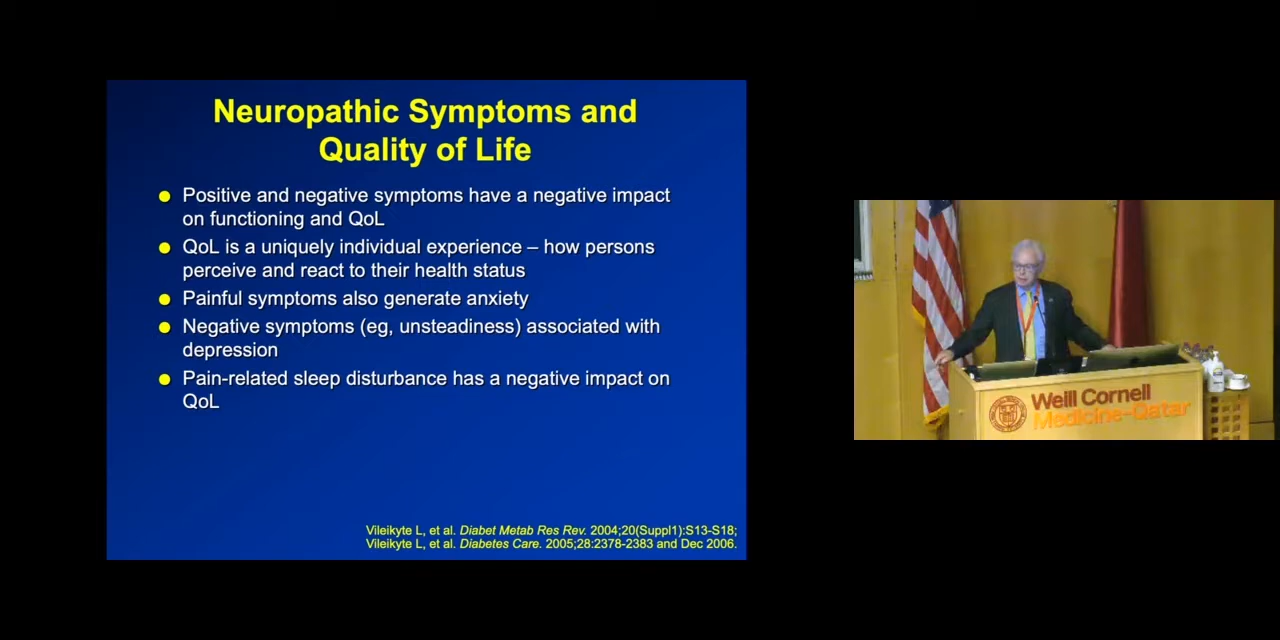 Neuropathic Symptoms and
Quality of Life
Positive and negative symptoms have a negative impact
on functioning and QoL
QoL is a uniquely individual experience – how persons
perceive and react to their health status
Painful symptoms also generate anxiety
Negative symptoms (eg, unsteadiness) associated with
depression
Pain-related sleep disturbance has a negative impact on
QoL
Vileikyte L, et al. Diabet Metab Res Rev. 2004;20(Suppl1):S13-S18;
Vileikyte L, et al. Diabetes Care. 2005;28:2378-2383 and Dec 2006.
Weill Cornell
Medicine-Qatar